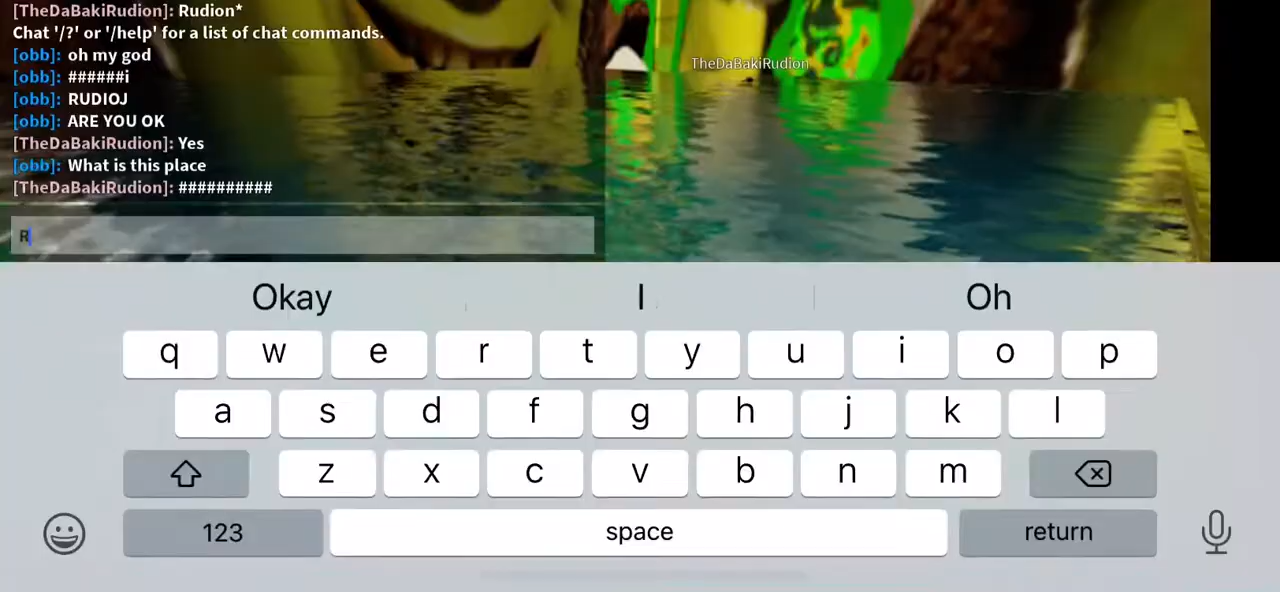 [TheDaBakiRudion]: Rudion*
Chat '/?' or '/help' for a list of chat commands.
[obb]: oh my god
[obb]: ######i
[obb]: RUDIOJ
[obb]: ARE YOU OK
[TheDaBakiRudion]: Yes
[obb]: What is this place
[TheDaBakiRudion]: ##########
TheDaBakiRudion
R
Okay I Oh
q w e r t y u i o p
a s d f g h j k l
z x c v b n m
123 space return